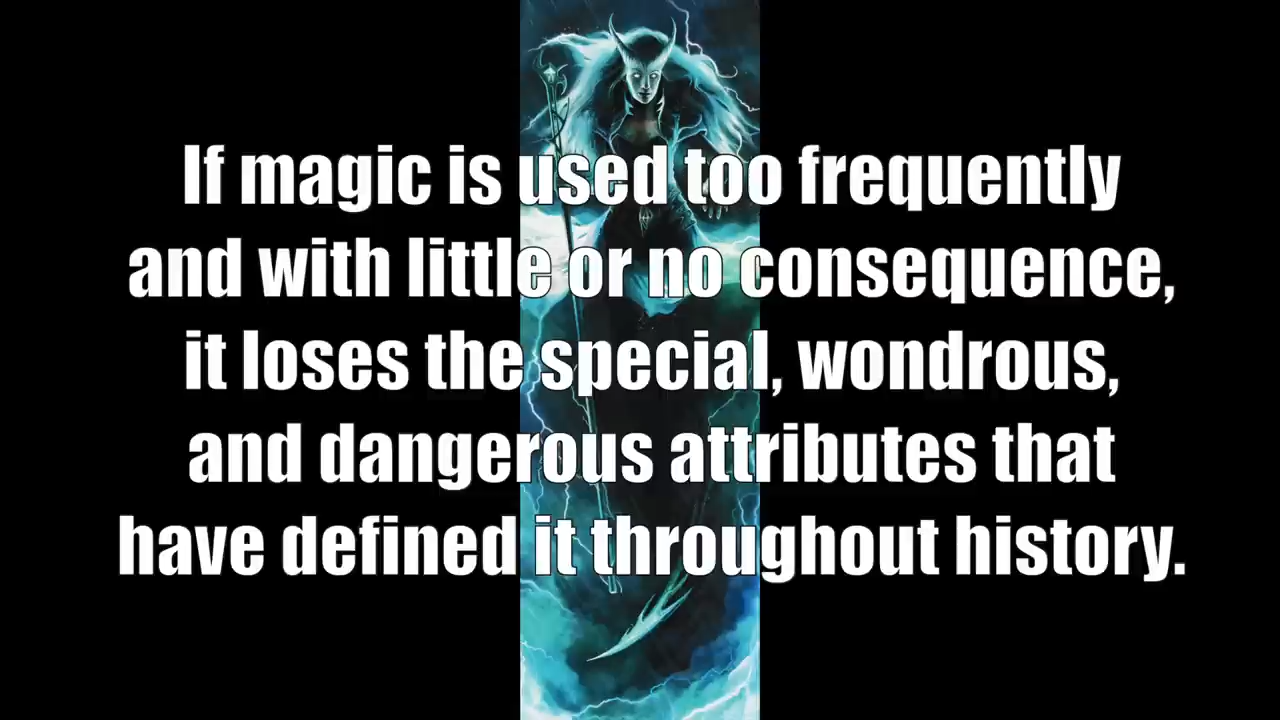 If magic is used too frequently
and with little or no consequence,
it loses the special, wondrous,
and dangerous attributes that
have defined it throughout history.